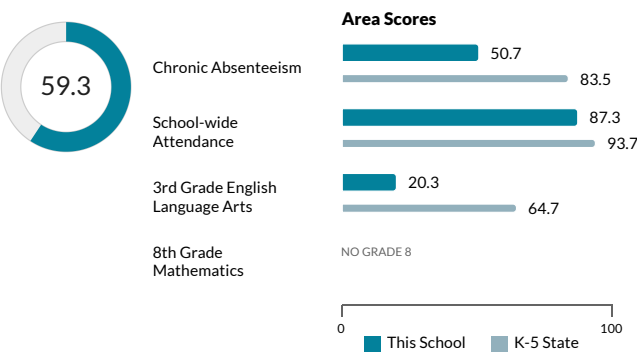 Area Scores
59.3
Chronic Absenteeism
50.7
83.5
School-wide
Attendance
87.3
93.7
3rd Grade English
Language Arts
20.3
64.7
8th Grade
Mathematics
NO GRADE 8
0
100
This School
K-5 State